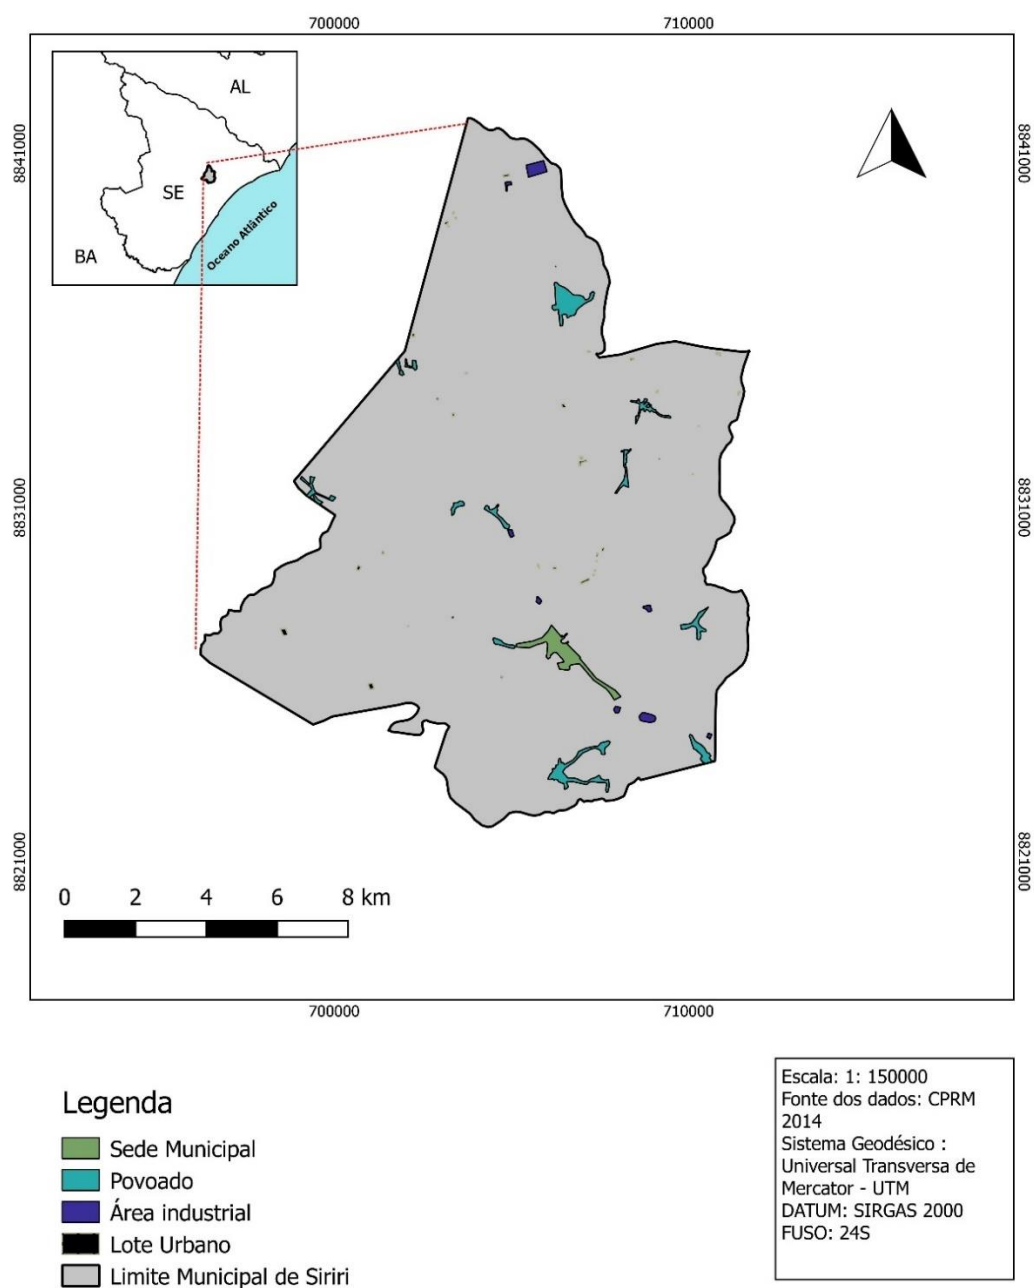 700000
710000
8841000
8841000
AL
SE
BA
Oceano Atlântico
8831000
8831000
8821000
8821000
0 2 4 6 8 km
700000
710000
Legenda
Sede Municipal
Povoado
Área industrial
Lote Urbano
Limite Municipal de Siriri
Escala: 1: 150000
Fonte dos dados: CPRM
2014
Sistema Geodésico :
Universal Transversa de
Mercator - UTM
DATUM: SIRGAS 2000
FUSO: 24S